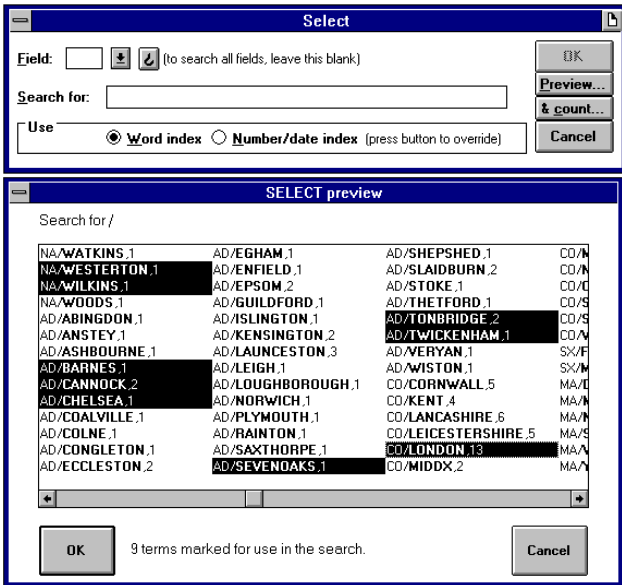 Select
Field: (to search all fields, leave this blank)
OK
Preview...
Search for:
& count...
Use
Word index Number/date index (press button to override)
Cancel
SELECT preview
Search for /
NA/WATKINS,1 AD/EGHAM,1 AD/SHEPSHED,1
NA/WESTERTON,1 AD/ENFIELD,1 AD/SLAIDBURN,2
NA/WILKINS,1 AD/EPSOM,2 AD/STOKE,1
NA/WOODS,1 AD/GUILDFORD,1 AD/THETFORD,1
AD/ABINGDON,1 AD/ISLINGTON,1 AD/TONBRIDGE,2
AD/ANSTEY,1 AD/KENSINGTON,2 AD/TWICKENHAM,1
AD/ASHBOURNE,1 AD/LAUNCESTON,3 AD/VERYAN,1
AD/BARNES,1 AD/LEIGH,1 AD/WISTON,1
AD/CANNOCK,2 AD/LOUGHBOROUGH,1 CO/CORNWALL,5
AD/CHELSEA,1 AD/NORWICH,1 CO/KENT,4
AD/COALVILLE,1 AD/PLYMOUTH,1 CO/LANCASHIRE,6
AD/COLNE,1 AD/RAINTON,1 CO/LEICESTERSHIRE,5
AD/CONGLETON,1 AD/SAXTHORPE,1 CO/LONDON,13
AD/ECCLESTON,2 AD/SEVENOAKS,1 CO/MIDDX,2
OK 9 terms marked for use in the search. Cancel